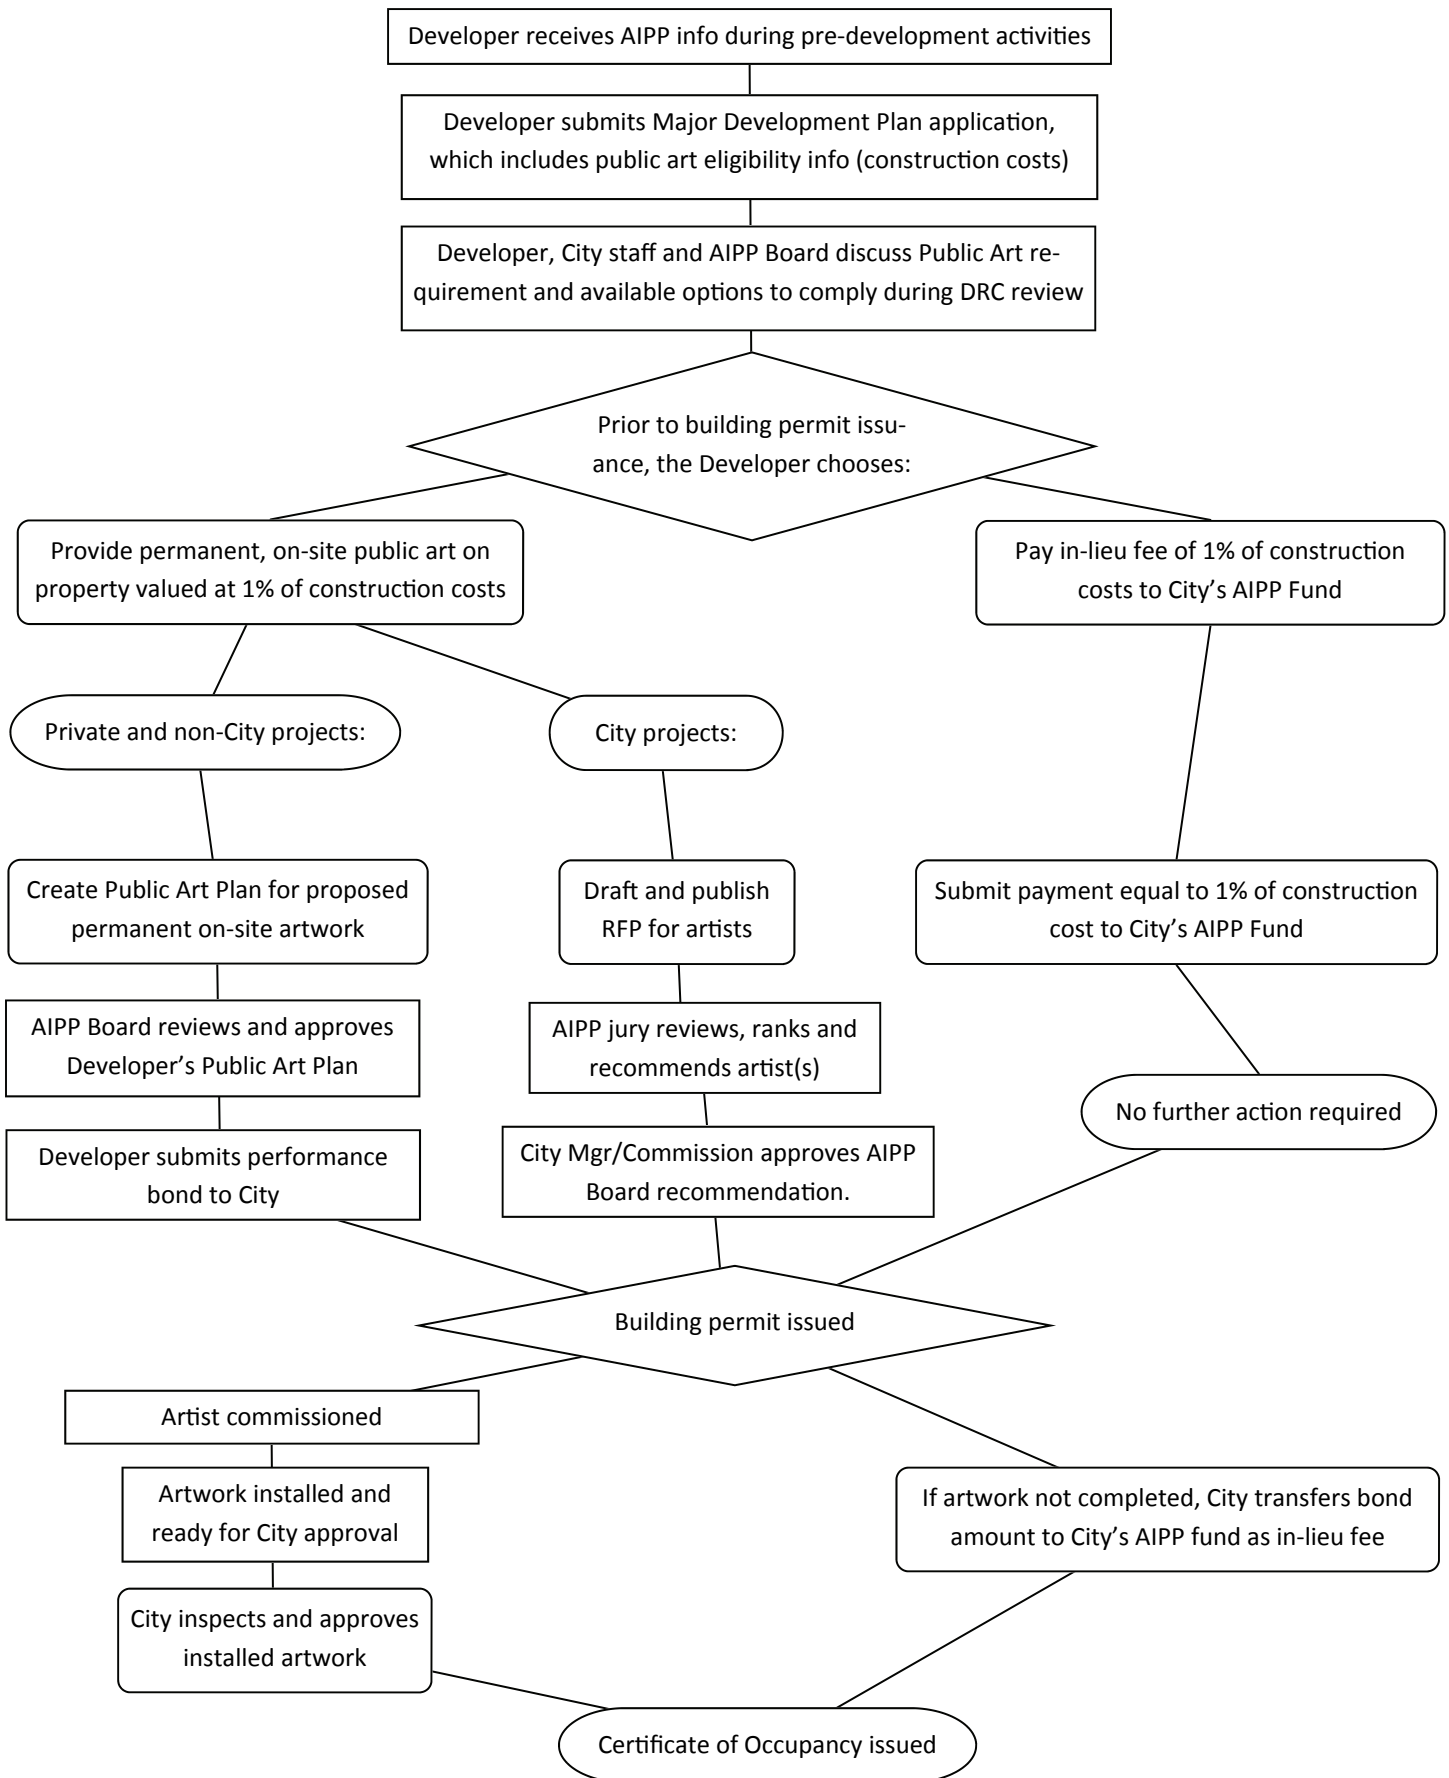 Developer receives AIPP info during pre-development activities
Developer submits Major Development Plan application,
which includes public art eligibility info (construction costs)
Developer, City staff and AIPP Board discuss Public Art re-
quirement and available options to comply during DRC review
Prior to building permit issu-
ance, the Developer chooses:
Provide permanent, on-site public art on
property valued at 1% of construction costs
Pay in-lieu fee of 1% of construction
costs to City’s AIPP Fund
Private and non-City projects:
City projects:
Create Public Art Plan for proposed
permanent on-site artwork
Draft and publish
RFP for artists
Submit payment equal to 1% of construction
cost to City’s AIPP Fund
AIPP Board reviews and approves
Developer’s Public Art Plan
AIPP jury reviews, ranks and
recommends artist(s)
No further action required
Developer submits performance
bond to City
City Mgr/Commission approves AIPP
Board recommendation.
Building permit issued
Artist commissioned
Artwork installed and
ready for City approval
If artwork not completed, City transfers bond
amount to City’s AIPP fund as in-lieu fee
City inspects and approves
installed artwork
Certificate of Occupancy issued